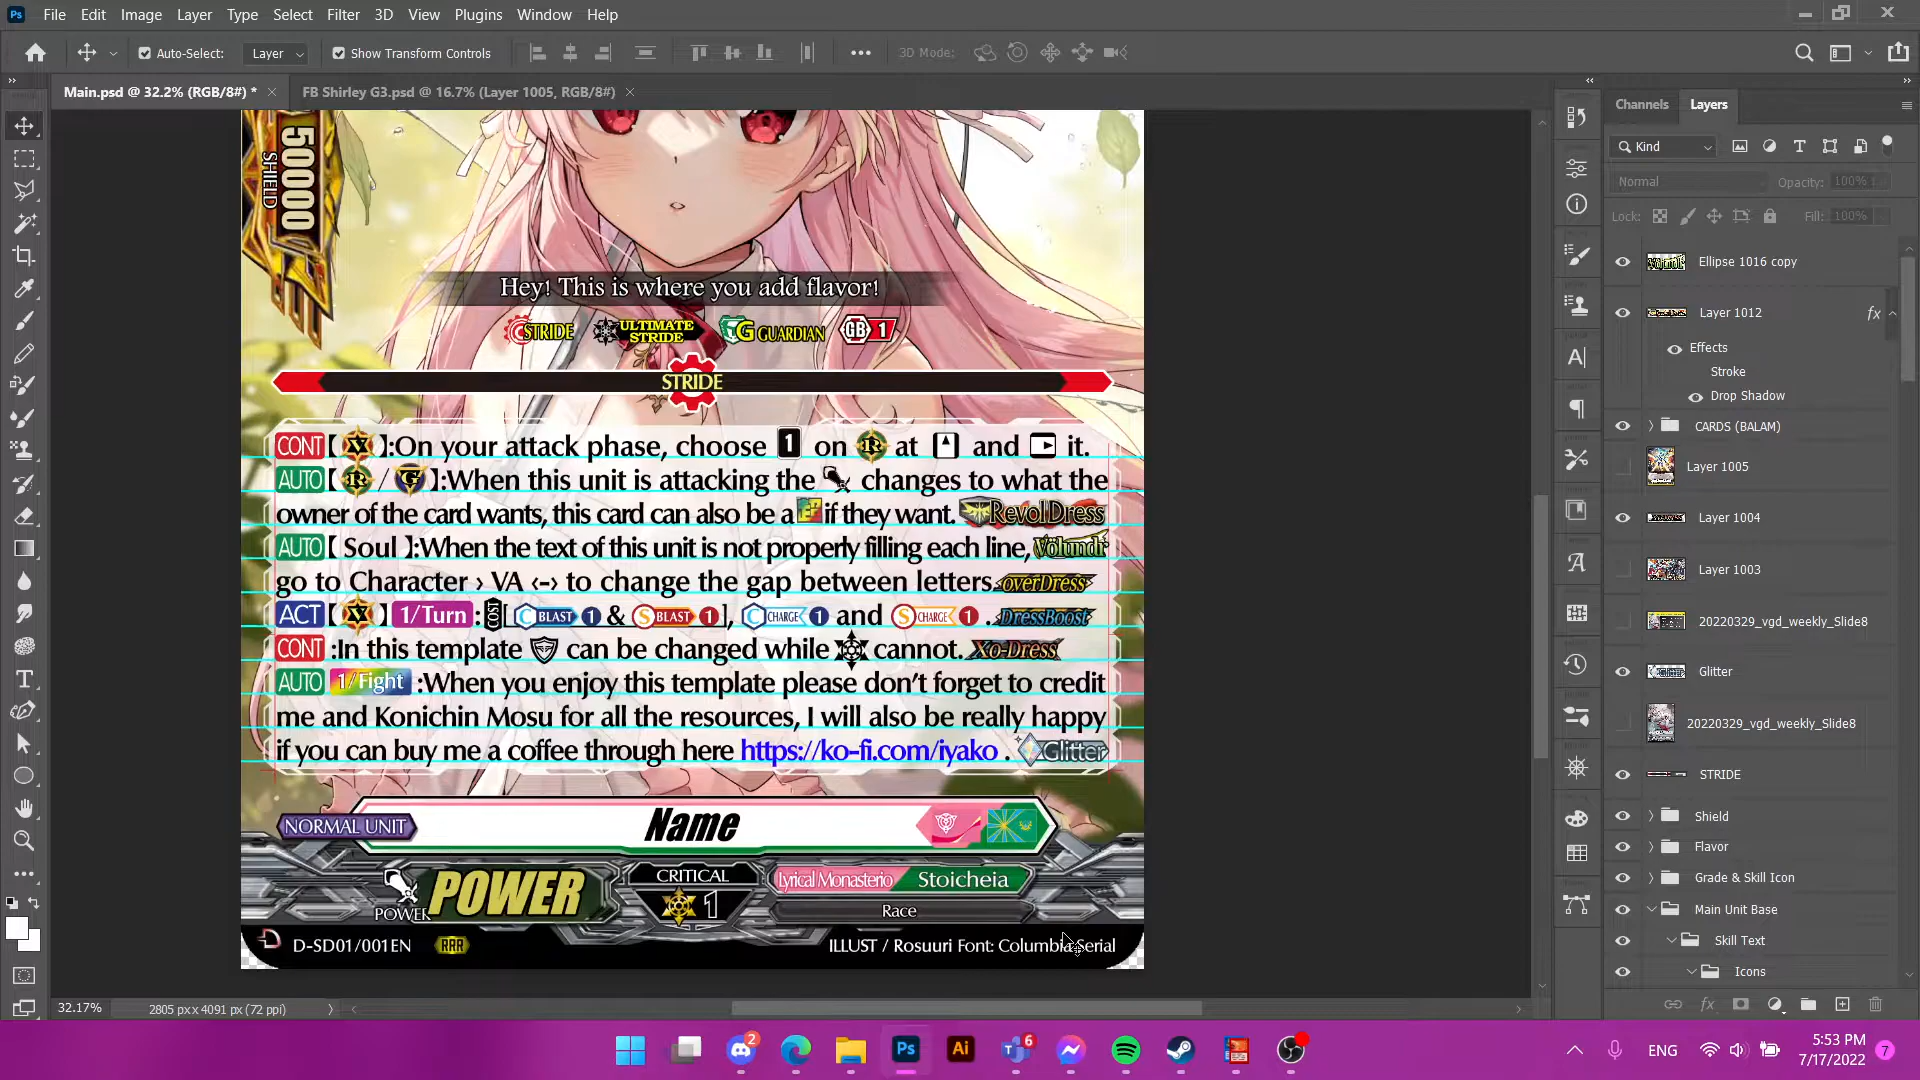 Ps File Edit Image Layer Type Select Filter 3D View Plugins Window Help
Auto-Select: Layer Show Transform Controls 3D Mode:
Main.psd @ 32.2% (RGB/8#) * FB Shirley G3.psd @ 16.7% (Layer 1005, RGB/8#)
50000
SHIELD
Hey! This is where you add flavor!
STRIDE ULTIMATE STRIDE G GUARDIAN GB 1
STRIDE
CONT【V】:On your attack phase, choose 1 on R at and it.
AUTO【R/G】:When this unit is attacking the changes to what the
owner of the card wants, this card can also be a if they want. RevolDress
AUTO【 Soul 】:When the text of this unit is not properly filling each line, Völundr
go to Character › VA ‹-› to change the gap between letters. overDress
ACT【V】1/Turn :COST[ C BLAST 1 & S BLAST 1 ], C CHARGE 1 and S CHARGE 1 . DressBoost
CONT :In this template can be changed while cannot. Xo-Dress
AUTO 1/Fight :When you enjoy this template please don't forget to credit
me and Konichin Mosu for all the resources, I will also be really happy
if you can buy me a coffee through here https://ko-fi.com/iyako . Glitter
NORMAL UNIT Name
POWER POWER CRITICAL 1 Lyrical Monasterio Stoicheia
Race
D-SD01/001EN RRR ILLUST / Rosuuri Font: Columbia Serial
32.17% 2805 px x 4091 px (72 ppi)
Channels Layers
Kind
Normal Opacity: 100%
Lock: Fill: 100%
Ellipse 1016 copy
Layer 1012 fx
Effects
Stroke
Drop Shadow
CARDS (BALAM)
Layer 1005
Layer 1004
Layer 1003
20220329_vgd_weekly_Slide8
Glitter
20220329_vgd_weekly_Slide8
STRIDE
Shield
Flavor
Grade & Skill Icon
Main Unit Base
Skill Text
Icons
fx
2 Ps Ai 6
ENG
5:53 PM
7/17/2022
7